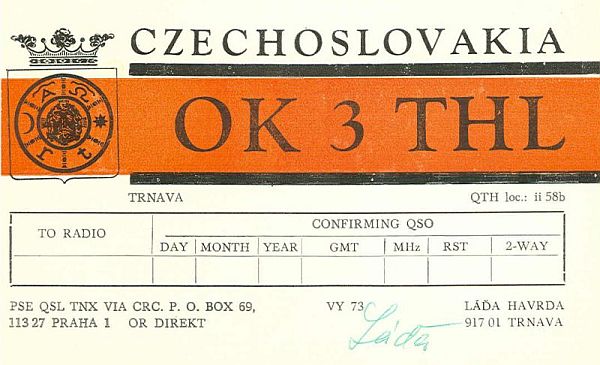 CZECHOSLOVAKIA
OK 3 THL
TRNAVA
QTH loc.: ii 58b
TO RADIO
CONFIRMING QSO
DAY MONTH YEAR GMT MHz RST 2-WAY
PSE QSL TNX VIA CRC. P. O. BOX 69,
113 27 PRAHA 1 OR DIREKT
VY 73
Láďa
LÁĎA HAVRDA
917 01 TRNAVA